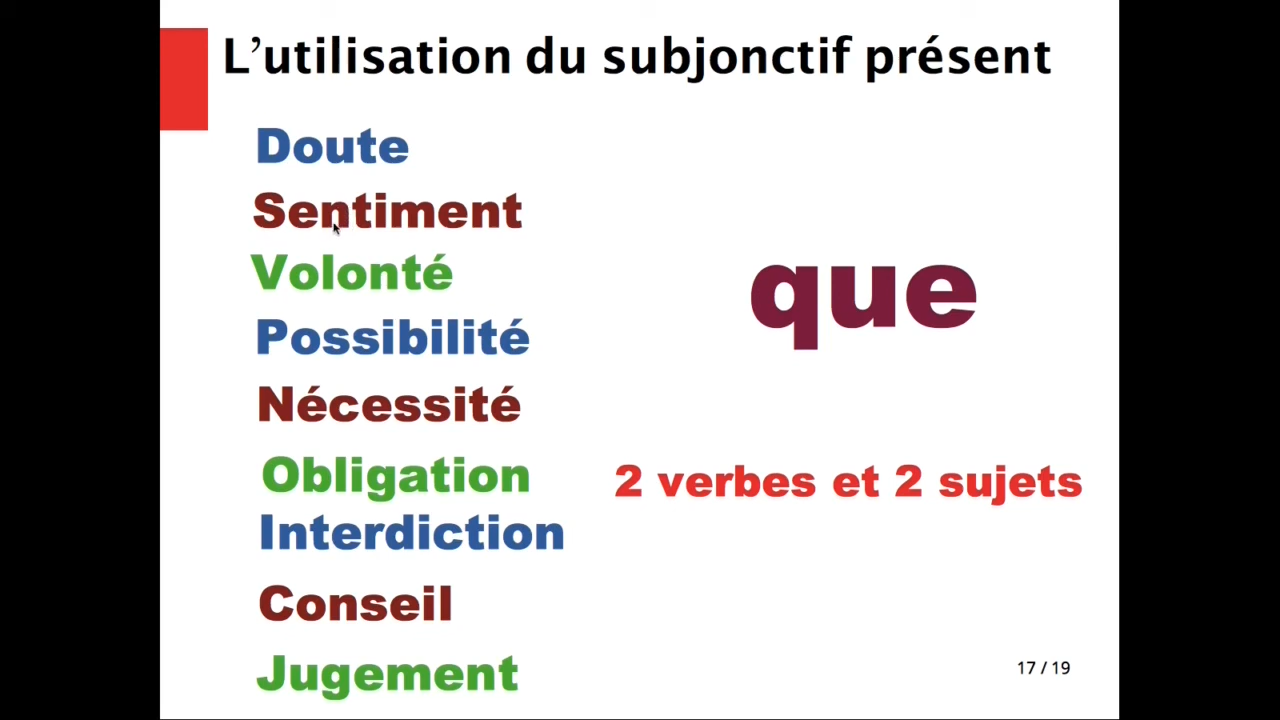 L’utilisation du subjonctif présent
Doute
Sentiment
Volonté
Possibilité
Nécessité
Obligation
Interdiction
Conseil
Jugement
que
2 verbes et 2 sujets
17 / 19